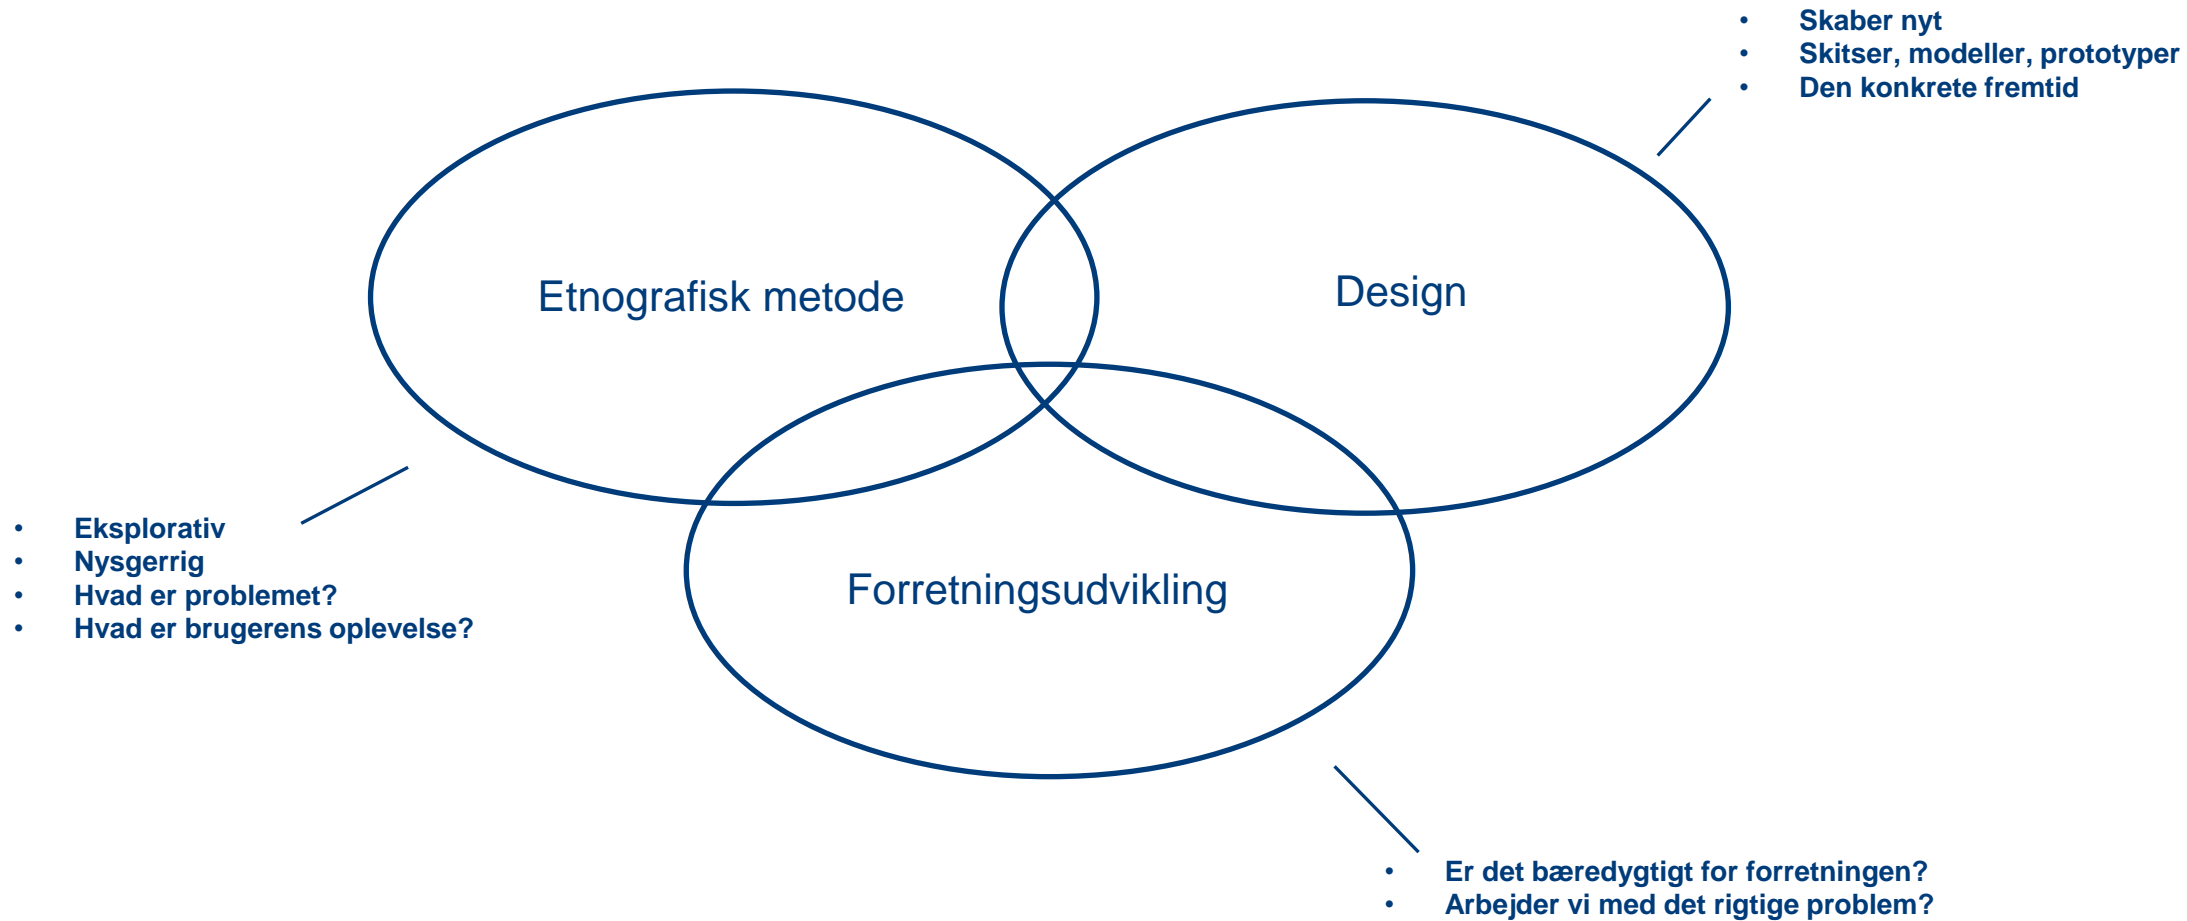 • Skaber nyt
• Skitser, modeller, prototyper
• Den konkrete fremtid
Etnografisk metode
Design
• Eksplorativ
• Nysgerrig
• Hvad er problemet?
• Hvad er brugerens oplevelse?
Forretningsudvikling
• Er det bæredygtigt for forretningen?
• Arbejder vi med det rigtige problem?